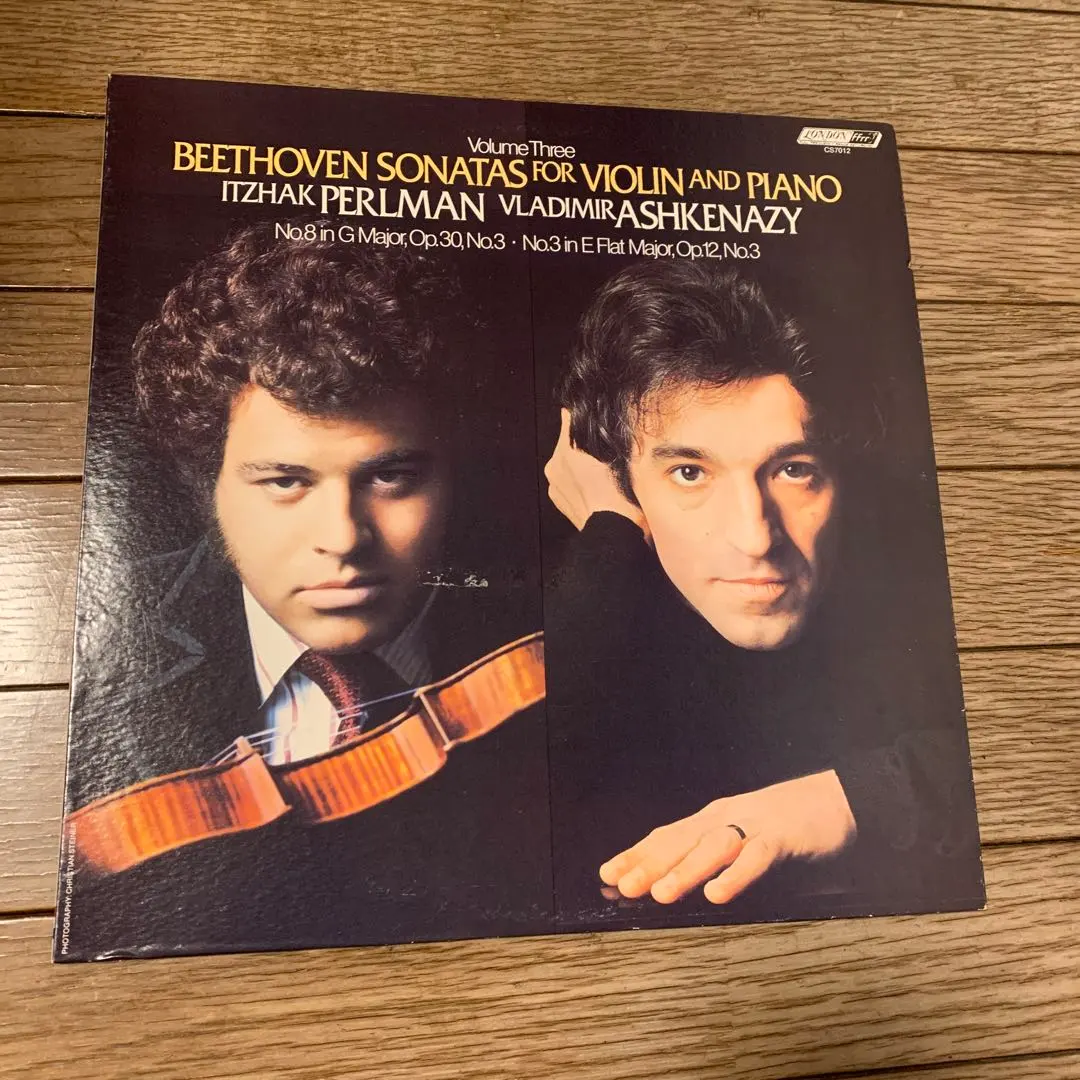 Volume Three
BEETHOVEN SONATAS FOR VIOLIN AND PIANO
ITZHAK PERLMAN VLADIMIR ASHKENAZY
No.8 in G Major, Op.30, No.3 · No.3 in E Flat Major, Op.12, No.3
LONDON ffrr
CS7012
PHOTOGRAPHY: CHRISTIAN STEINER